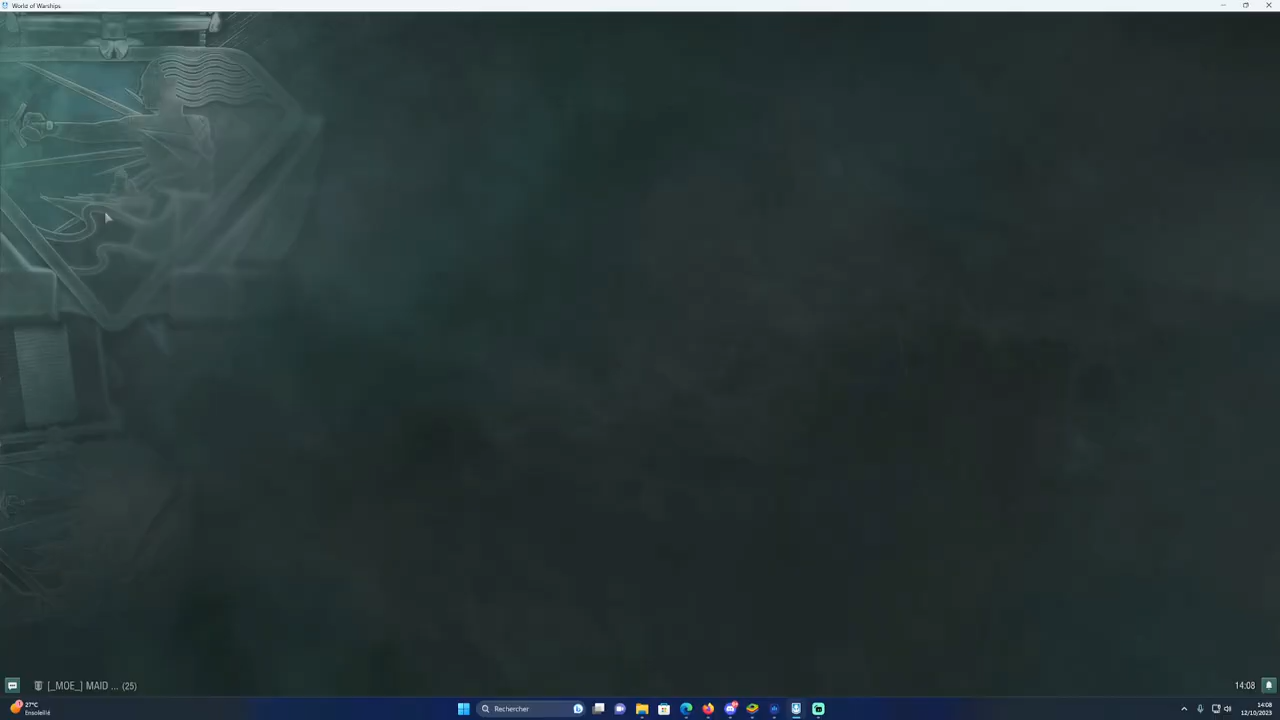 World of Warships
[_MOE_] MAID ... (25)
14:08
27°C
Ensoleillé
Rechercher
14:08
12/10/2023